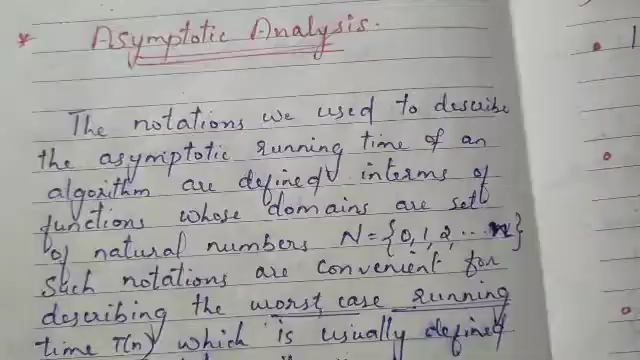 * Asymptotic Analysis.
The notations we used to describe
the asymptotic running time of an
algorithm are defined interms of
functions whose domains are set
of natural numbers N = {0, 1, 2, ... n}
such notations are convenient for
describing the worst case running
time T(n) which is usually defined